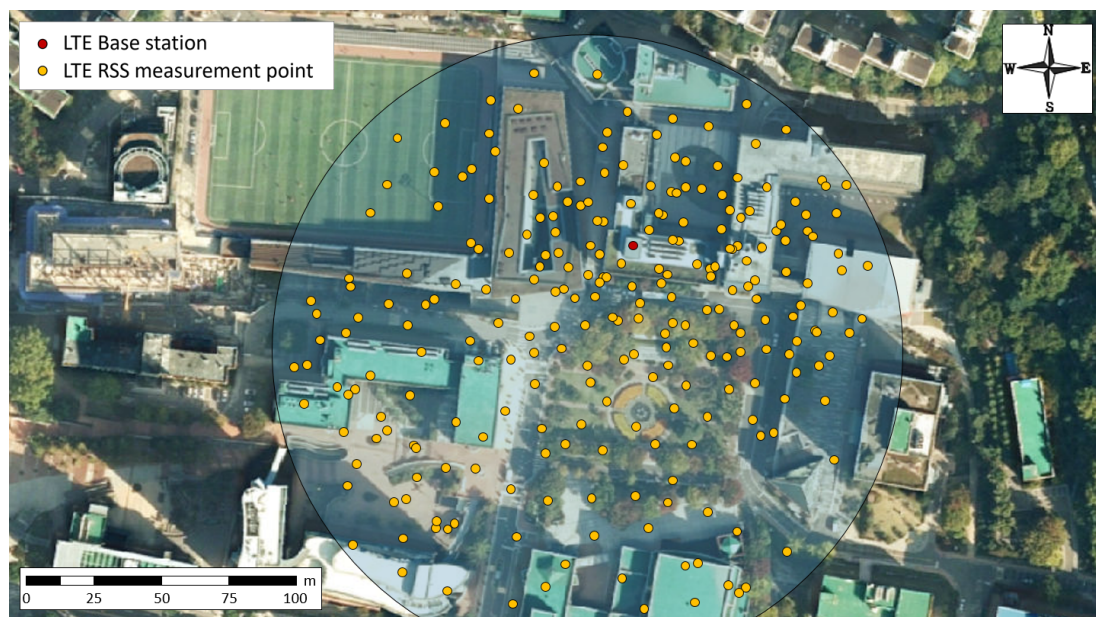 LTE Base station
LTE RSS measurement point
N
W E
S
m
0 25 50 75 100